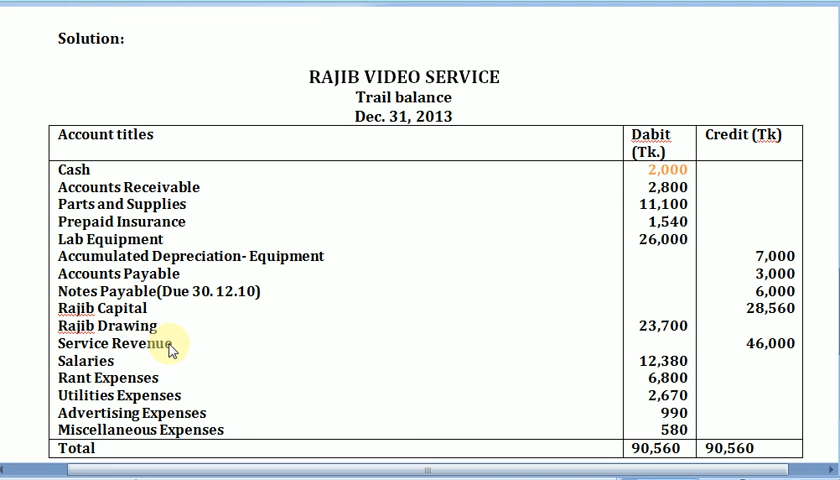 Solution:
RAJIB VIDEO SERVICE
Trail balance
Dec. 31, 2013
Account titles Dabit (Tk.) Credit (Tk)
Cash 2,000
Accounts Receivable 2,800
Parts and Supplies 11,100
Prepaid Insurance 1,540
Lab Equipment 26,000
Accumulated Depreciation- Equipment 7,000
Accounts Payable 3,000
Notes Payable(Due 30. 12.10) 6,000
Rajib Capital 28,560
Rajib Drawing 23,700
Service Revenue 46,000
Salaries 12,380
Rant Expenses 6,800
Utilities Expenses 2,670
Advertising Expenses 990
Miscellaneous Expenses 580
Total 90,560 90,560